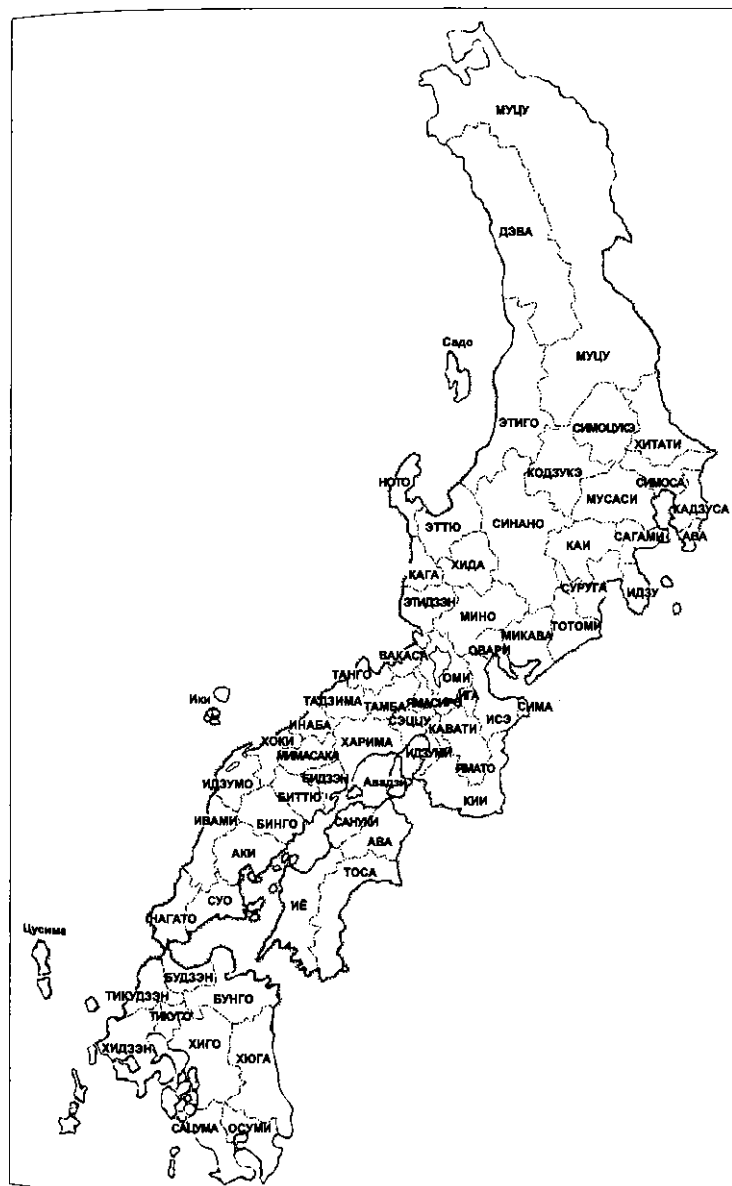 МУЦУ
ДЭВА
Садо
МУЦУ
ЭТИГО
СИМОЦУКЭ
ХИТАТИ
НОТО
КОДЗУКЭ
СИМОСА
МУСАСИ
КАДЗУСА
ЭТТЮ
СИНАНО
САГАМИ
АВА
КАИ
ХИДА
КАГА
СУРУГА
ИДЗУ
ЭТИДЗЭН
МИНО
ТОТОМИ
МИКАВА
ОВАРИ
ВАКАСА
ТАНГО
ОМИ
Ики
ТАДЗИМА
ТАМБА
ЯМАСИРО
ИГА
СИМА
ИНАБА
СЭЦЦУ
КАВАТИ
ИСЭ
ХОКИ
ХАРИМА
МИМАСАКА
ИДЗУМИ
ЯМАТО
ИДЗУМО
БИДЗЭН
Авадзи
БИТТЮ
КИИ
ИВАМИ
БИНГО
САНУКИ
АВА
АКИ
ТОСА
СУО
ИЁ
НАГАТО
Цусима
БУДЗЭН
ТИКУДЗЭН
БУНГО
ТИКУГО
ХИДЗЭН
ХИГО
ХЮГА
САЦУМА
ОСУМИ